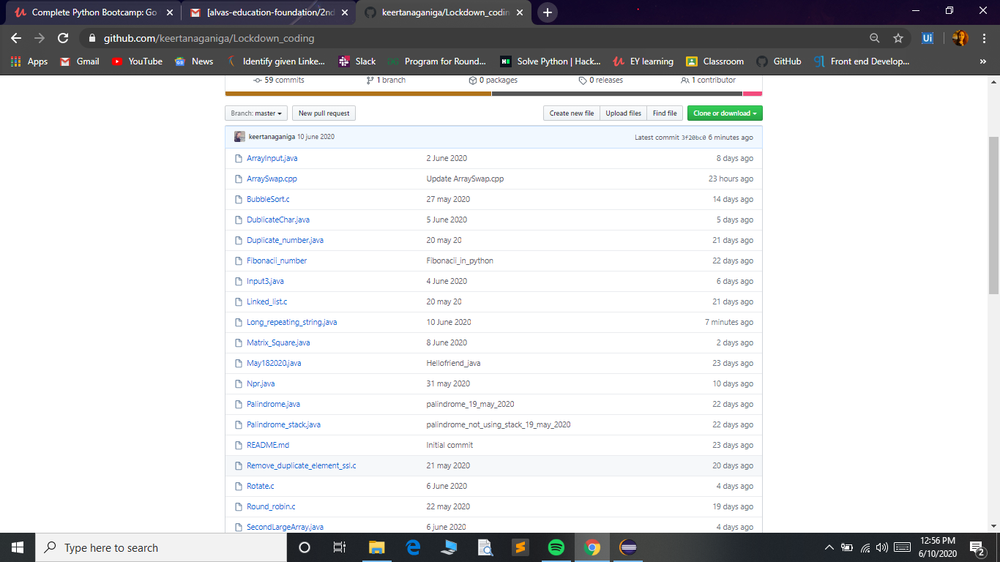 Complete Python Bootcamp: Go
[alvas-education-foundation/2nd
keertanaganiga/Lockdown_coding
github.com/keertanaganiga/Lockdown_coding
Apps Gmail YouTube News Identify given Linke... Slack Program for Round... Solve Python | Hack... EY learning Classroom GitHub Front end Develop... »
59 commits 1 branch 0 packages 0 releases 1 contributor
Branch: master New pull request Create new file Upload files Find file Clone or download
keertanaganiga 10 june 2020 Latest commit 3f20bc0 6 minutes ago
ArrayInput.java 2 June 2020 8 days ago
ArraySwap.cpp Update ArraySwap.cpp 23 hours ago
BubbleSort.c 27 may 2020 14 days ago
DublicateChar.java 5 June 2020 5 days ago
Duplicate_number.java 20 may 20 21 days ago
Fibonacii_number Fibonacii_in_python 22 days ago
Input3.java 4 June 2020 6 days ago
Linked_list.c 20 may 20 21 days ago
Long_repeating_string.java 10 June 2020 7 minutes ago
Matrix_Square.java 8 June 2020 2 days ago
May182020.java Hellofriend_java 23 days ago
Npr.java 31 may 2020 10 days ago
Palindrome.java palindrome_19_may_2020 22 days ago
Palindrome_stack.java palindrome_not_using_stack_19_may_2020 22 days ago
README.md Initial commit 23 days ago
Remove_duplicate_element_ssl.c 21 may 2020 20 days ago
Rotate.c 6 June 2020 4 days ago
Round_robin.c 22 may 2020 19 days ago
SecondLargeArray.java 6 june 2020 4 days ago
Type here to search
12:56 PM
6/10/2020
2